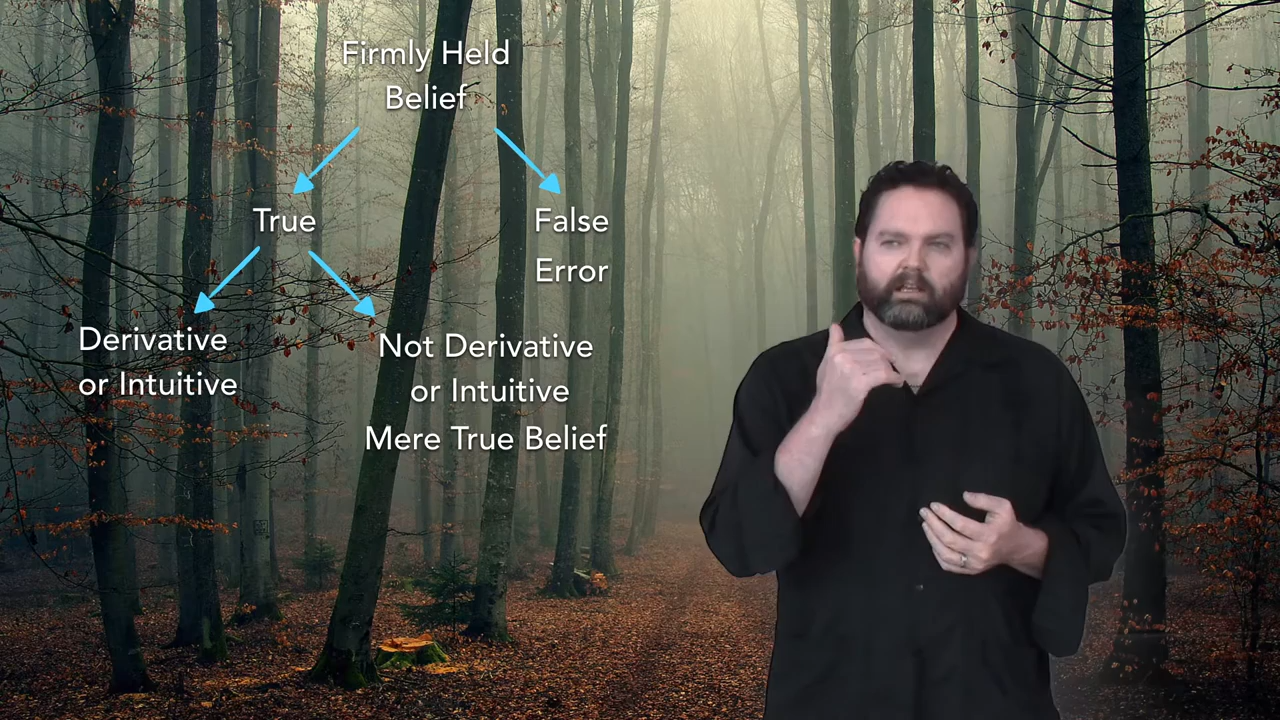 Firmly Held
Belief
True
False
Error
Derivative
or Intuitive
Not Derivative
or Intuitive
Mere True Belief